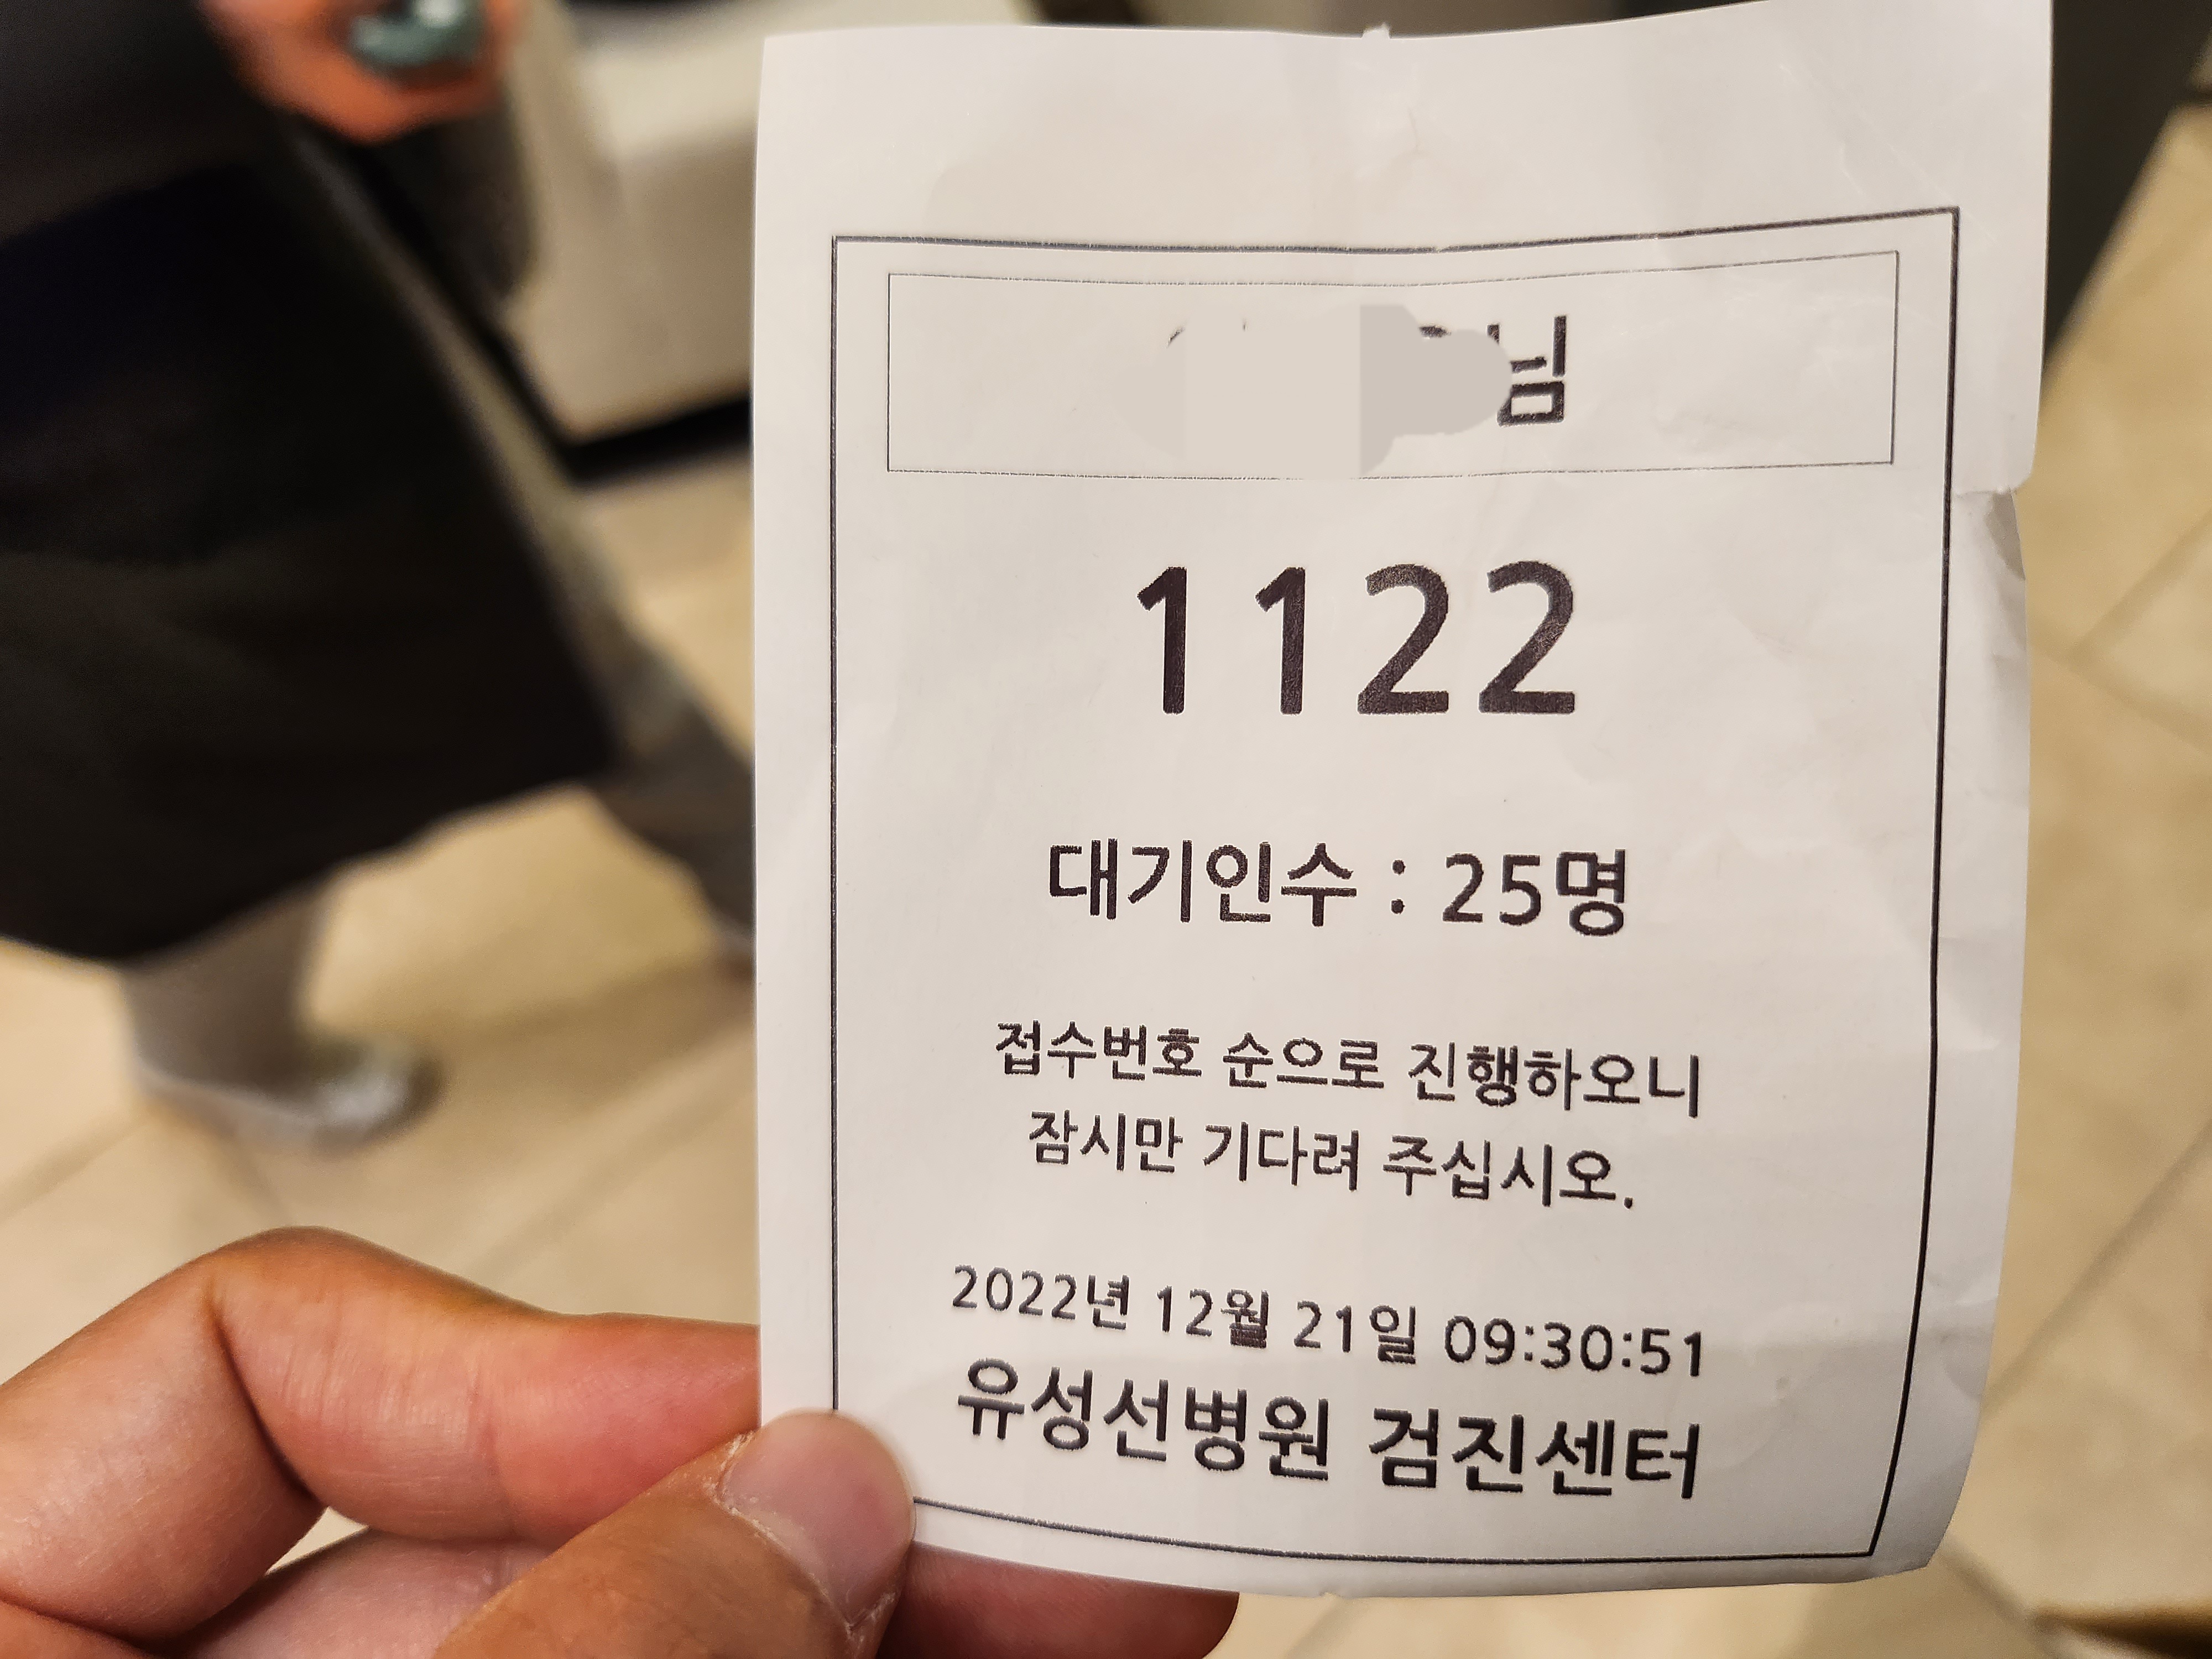 님
1122
대기인수 : 25명
접수번호 순으로 진행하오니
잠시만 기다려 주십시오.
2022년 12월 21일 09:30:51
유성선병원 검진센터